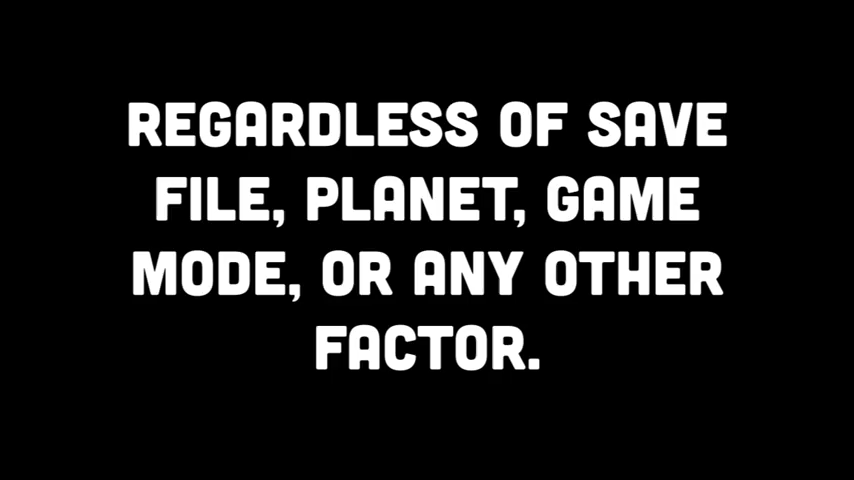 REGARDLESS OF SAVE
FILE, PLANET, GAME
MODE, OR ANY OTHER
FACTOR.